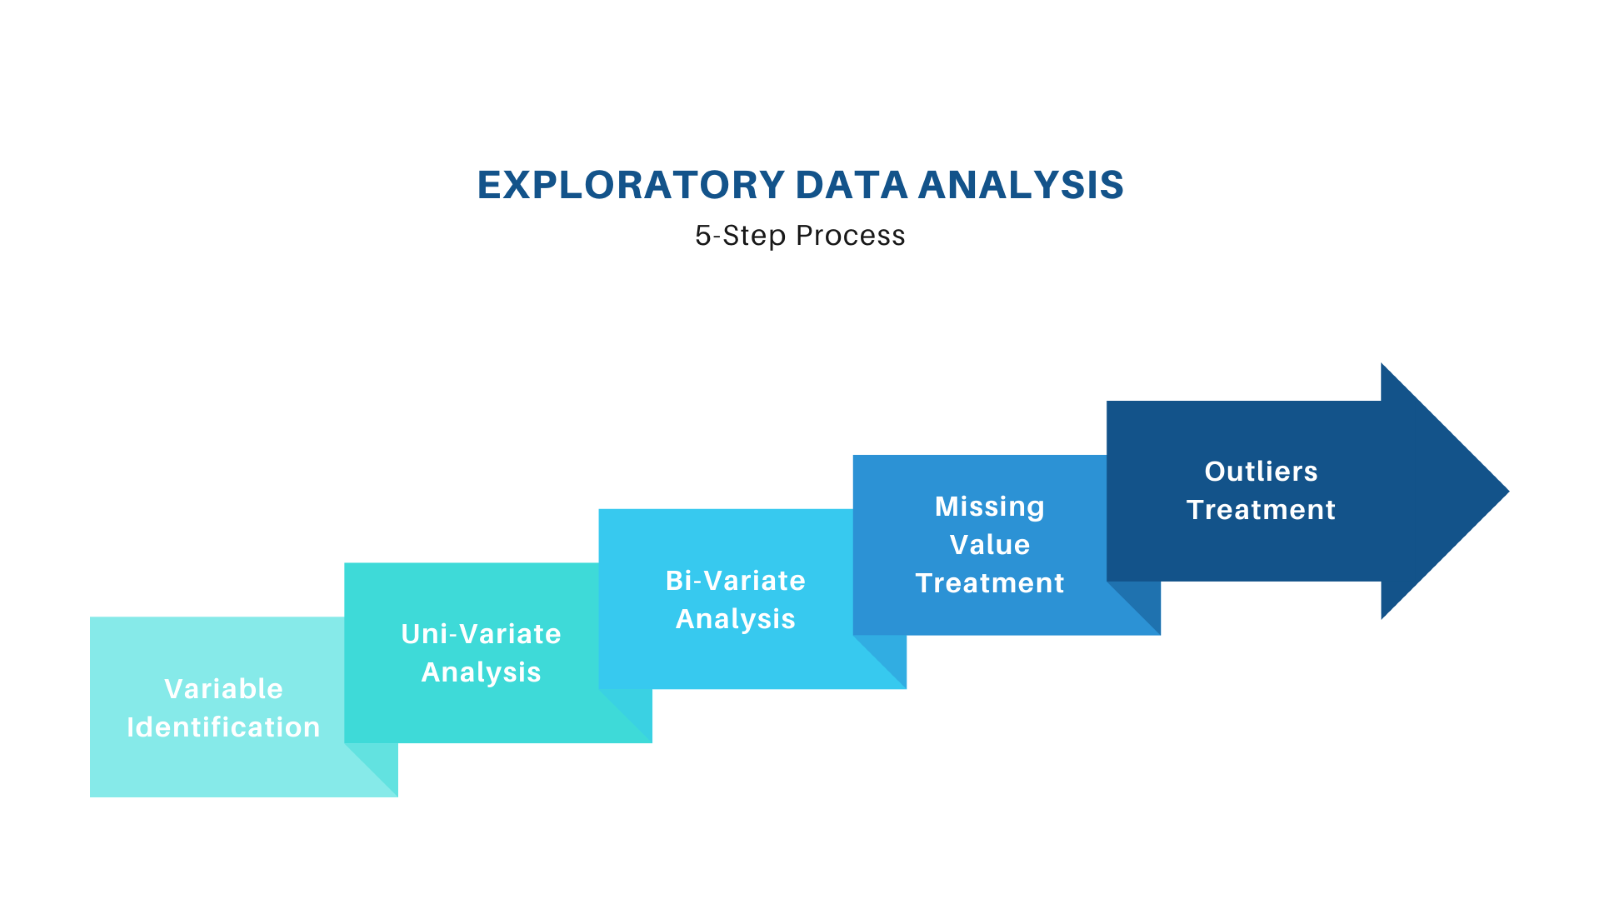 EXPLORATORY DATA ANALYSIS
5-Step Process
Variable
Identification
Uni-Variate
Analysis
Bi-Variate
Analysis
Missing
Value
Treatment
Outliers
Treatment